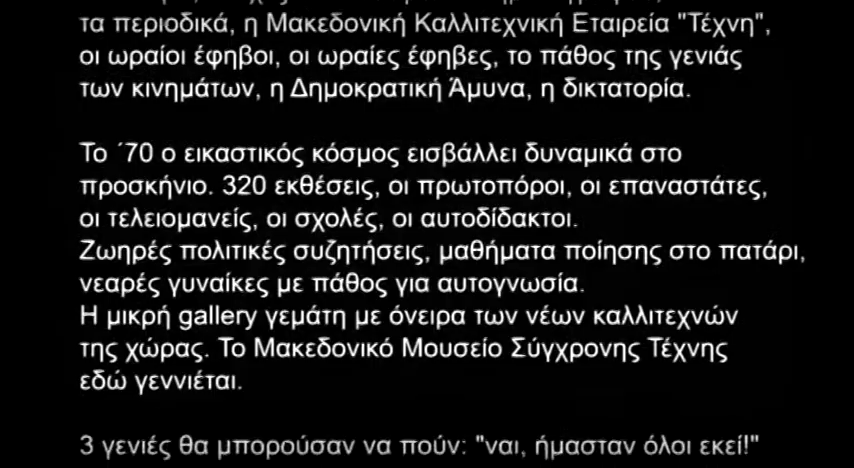 τα περιοδικά, η Μακεδονική Καλλιτεχνική Εταιρεία "Τέχνη",
οι ωραίοι έφηβοι, οι ωραίες έφηβες, το πάθος της γενιάς
των κινημάτων, η Δημοκρατική Άμυνα, η δικτατορία.
Το ΄70 ο εικαστικός κόσμος εισβάλλει δυναμικά στο
προσκήνιο. 320 εκθέσεις, οι πρωτοπόροι, οι επαναστάτες,
οι τελειομανείς, οι σχολές, οι αυτοδίδακτοι.
Ζωηρές πολιτικές συζητήσεις, μαθήματα ποίησης στο πατάρι,
νεαρές γυναίκες με πάθος για αυτογνωσία.
Η μικρή gallery γεμάτη με όνειρα των νέων καλλιτεχνών
της χώρας. Το Μακεδονικό Μουσείο Σύγχρονης Τέχνης
εδώ γεννιέται.
3 γενιές θα μπορούσαν να πούν: "ναι, ήμασταν όλοι εκεί!"